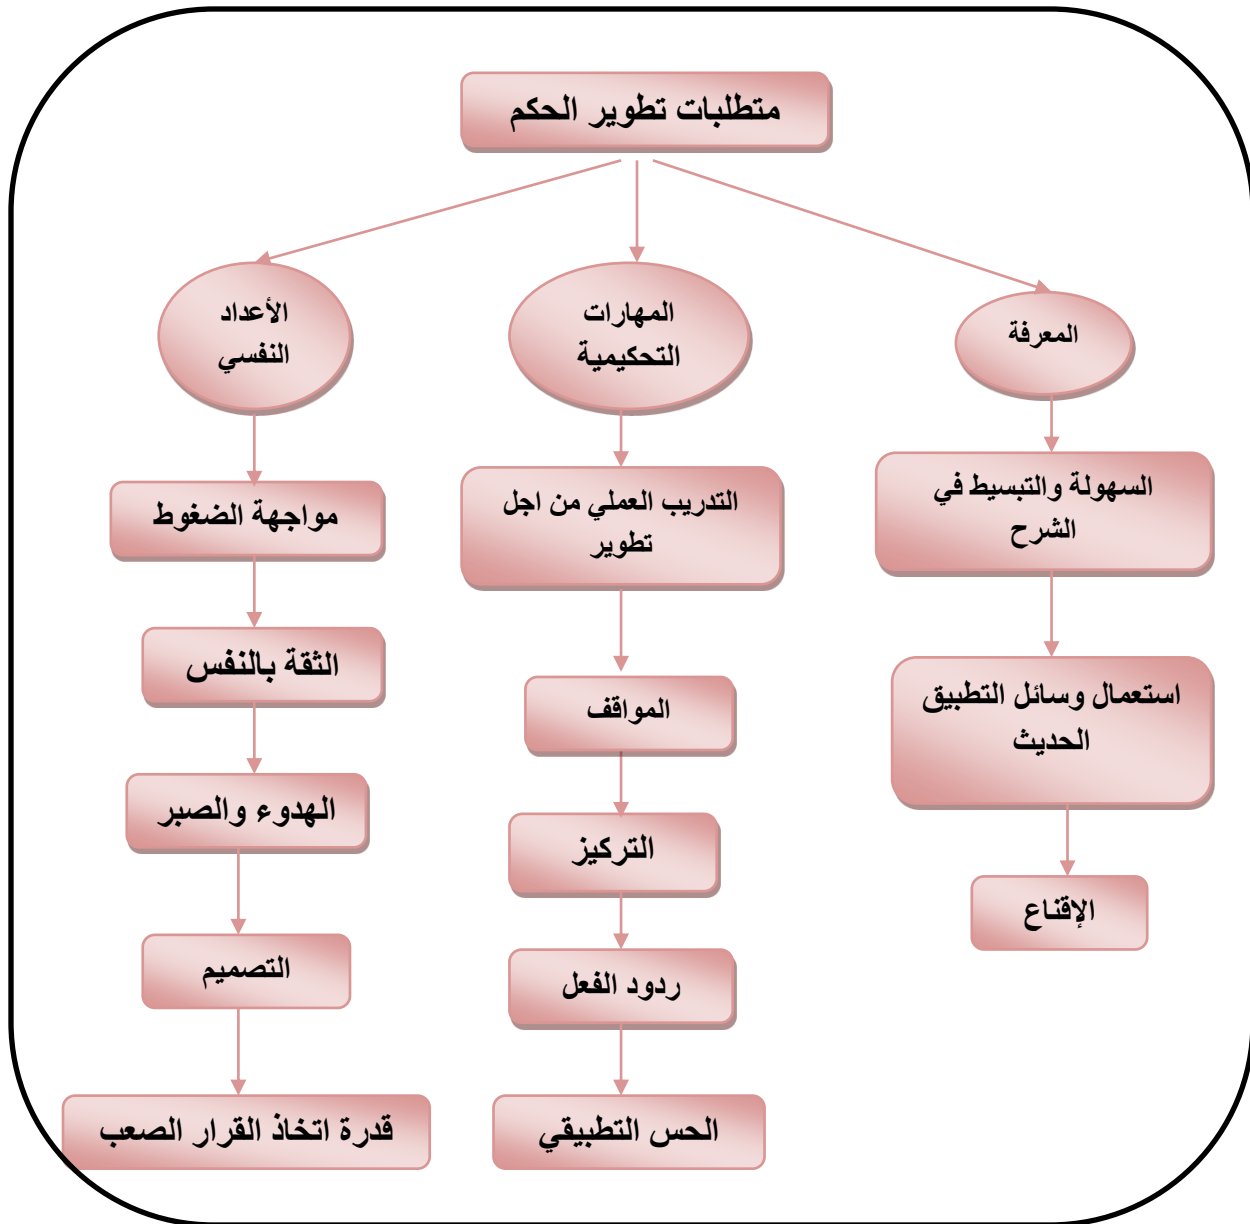 متطلبات تطوير الحكم
المعرفة
السهولة والتبسيط في
الشرح
استعمال وسائل التطبيق
الحديث
الإقناع
المهارات
التحكيمية
التدريب العملي من اجل
تطوير
المواقف
التركيز
ردود الفعل
الحس التطبيقي
الأعداد
النفسي
مواجهة الضغوط
الثقة بالنفس
الهدوء والصبر
التصميم
قدرة اتخاذ القرار الصعب